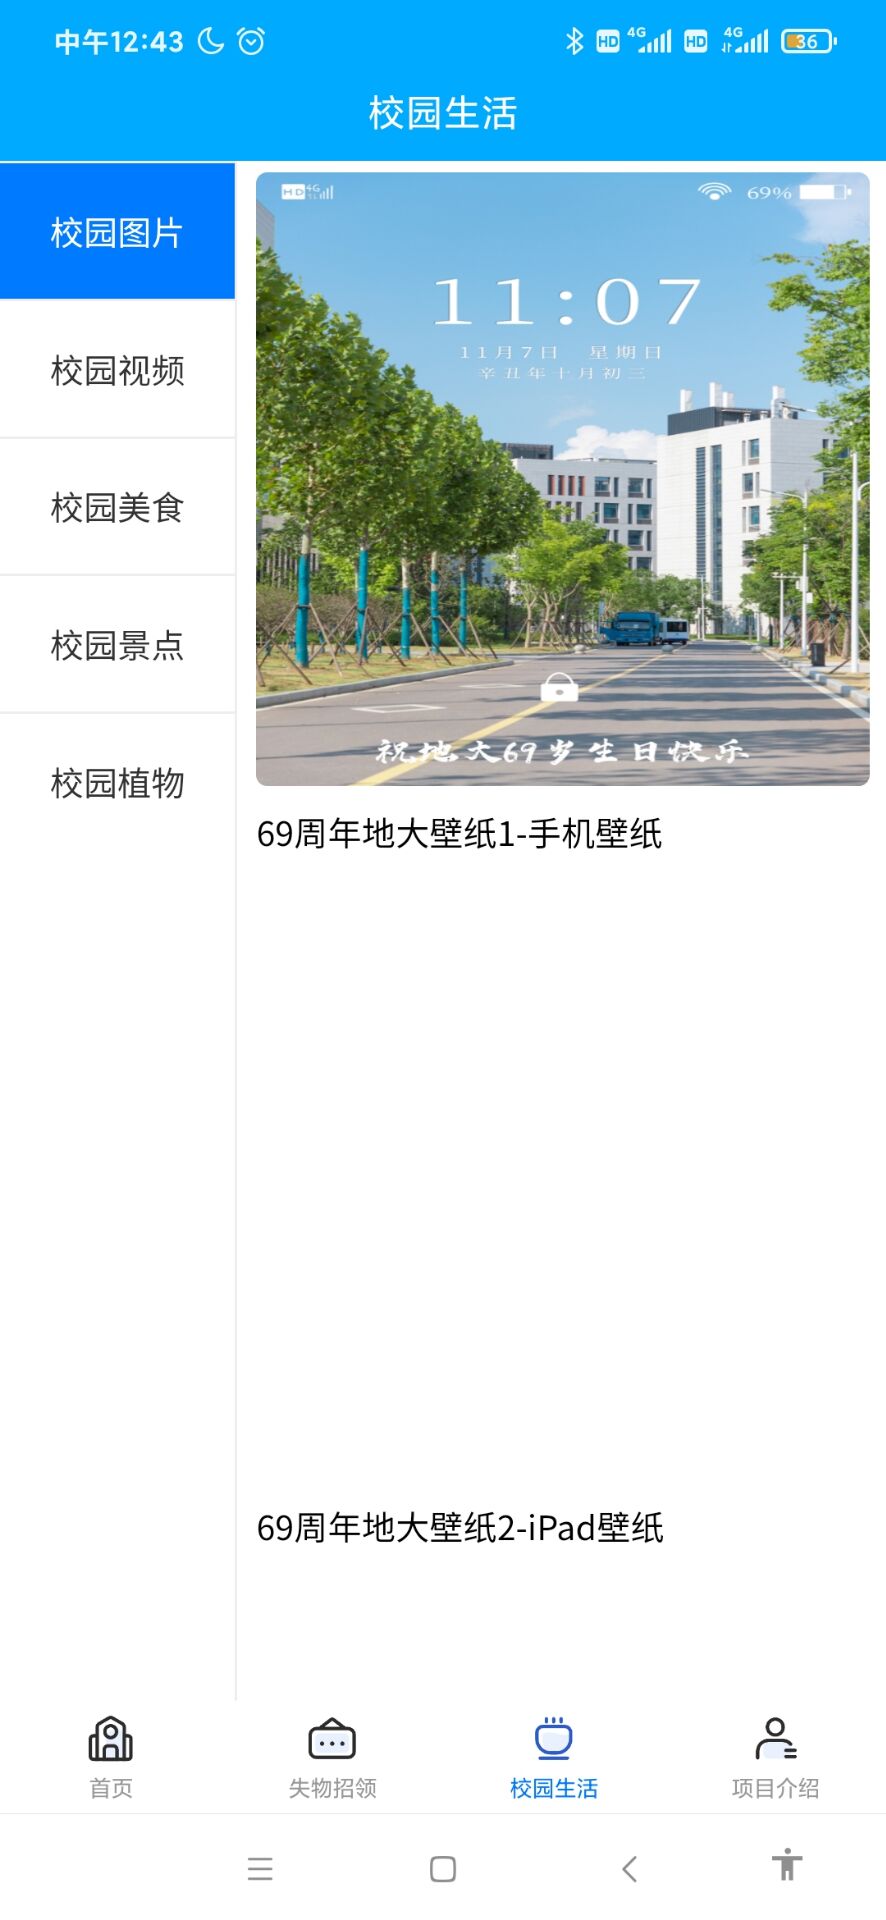 中午12:43
HD 4G HD 4G 36
校园生活
校园图片
校园视频
校园美食
校园景点
校园植物
HD 4G 69%
11:07
11月7日 星期日
辛丑年十月初三
祝地大69岁生日快乐
69周年地大壁纸1-手机壁纸
69周年地大壁纸2-iPad壁纸
首页
失物招领
校园生活
项目介绍